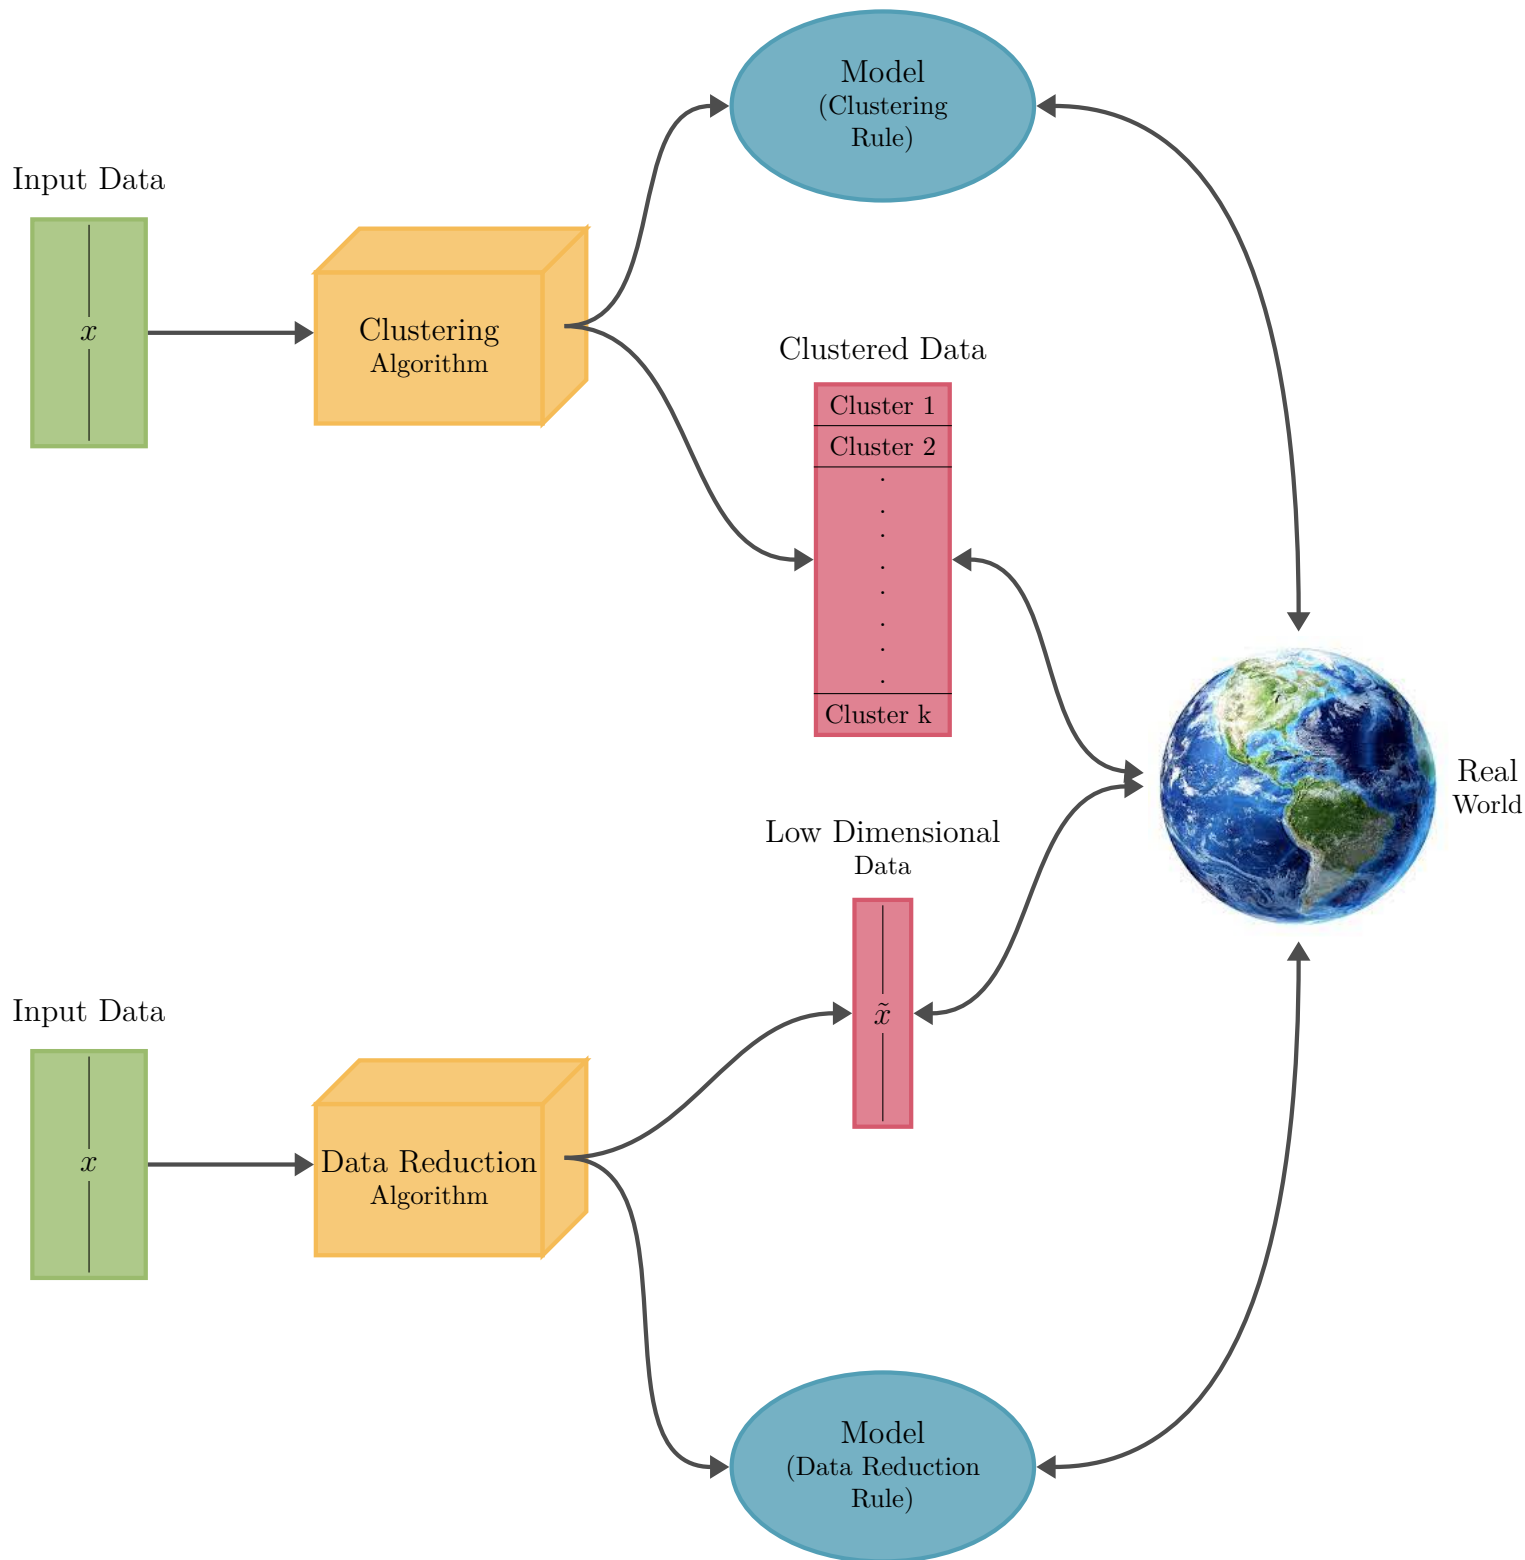 Model
(Clustering
Rule)
Input Data
x
Clustering
Algorithm
Clustered Data
Cluster 1
Cluster 2
.
.
.
.
.
.
.
.
Cluster k
Real
World
Low Dimensional
Data
x̃
Input Data
x
Data Reduction
Algorithm
Model
(Data Reduction
Rule)